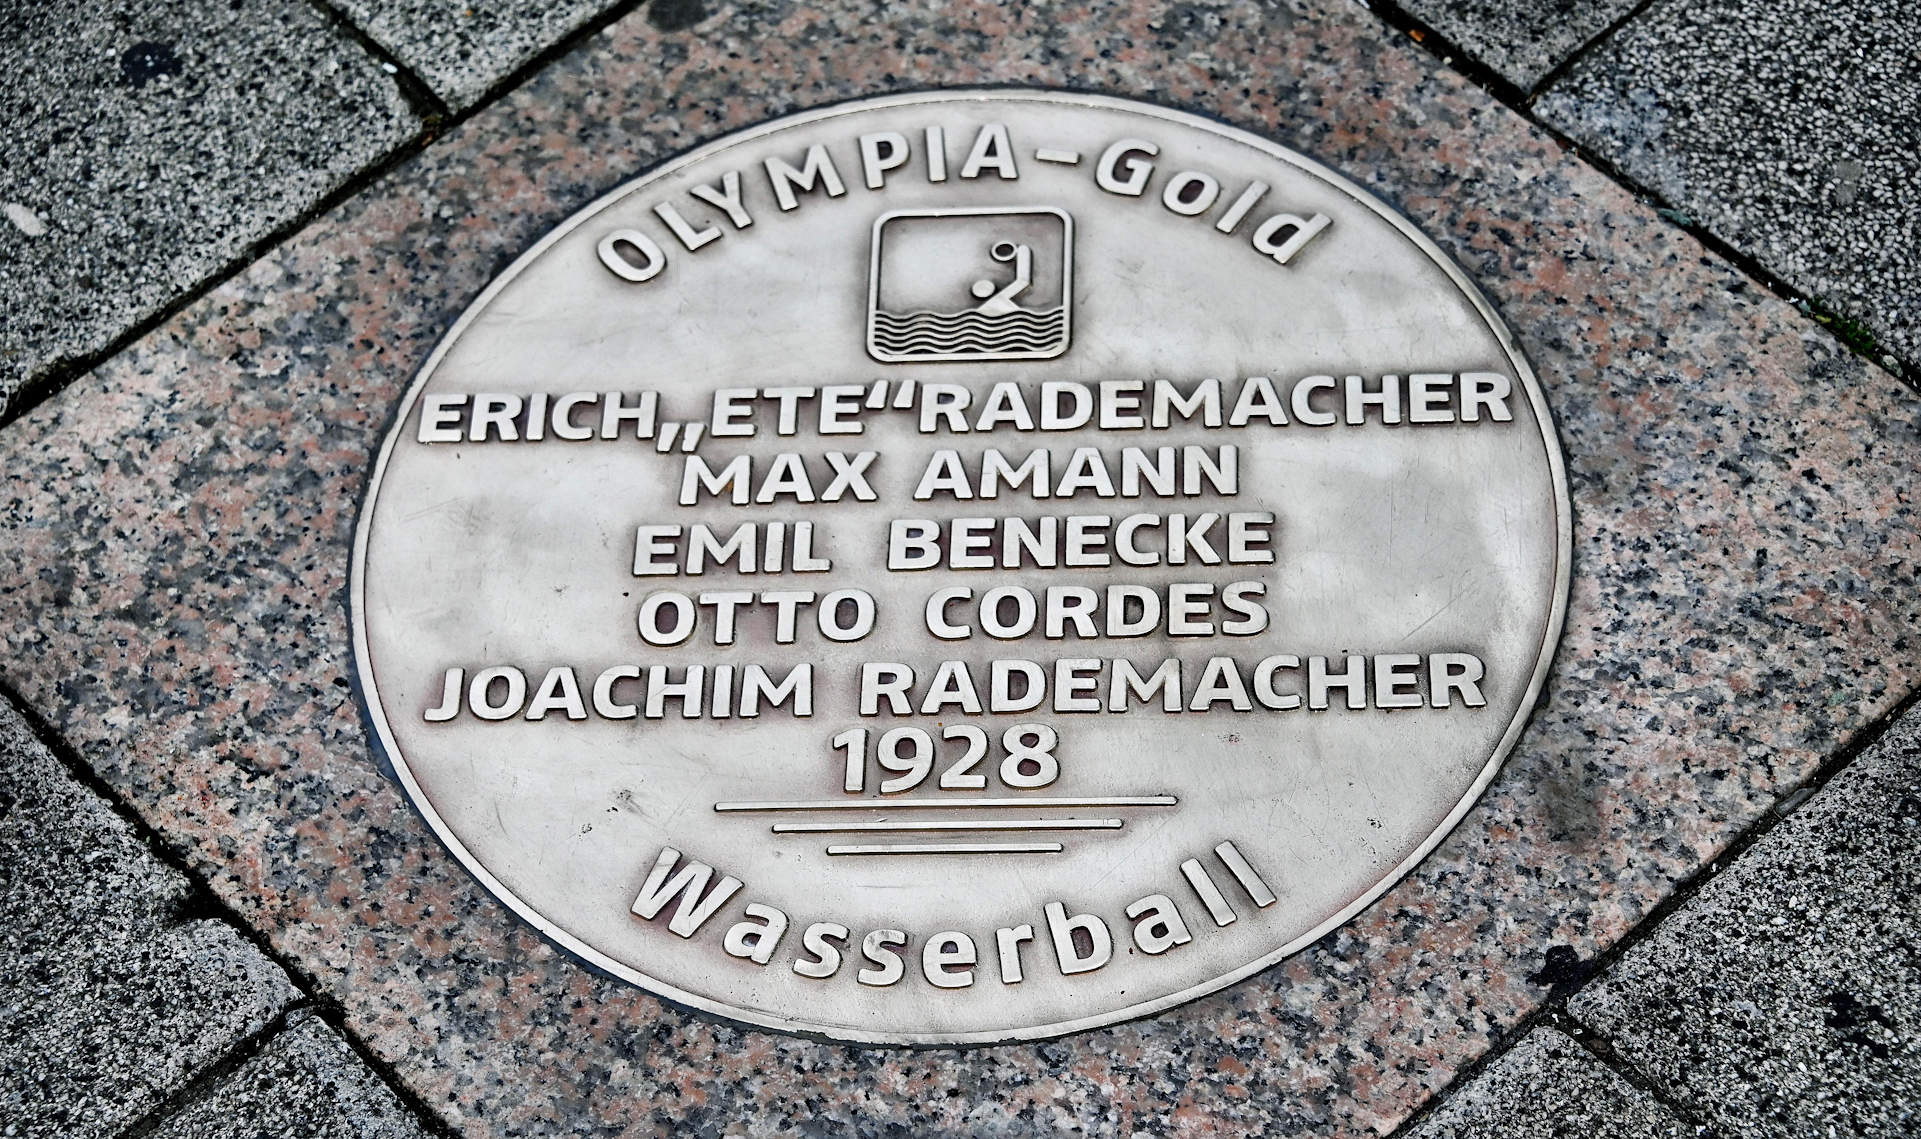 OLYMPIA-Gold
ERICH „ETE“ RADEMACHER
MAX AMANN
EMIL BENECKE
OTTO CORDES
JOACHIM RADEMACHER
1928
Wasserball